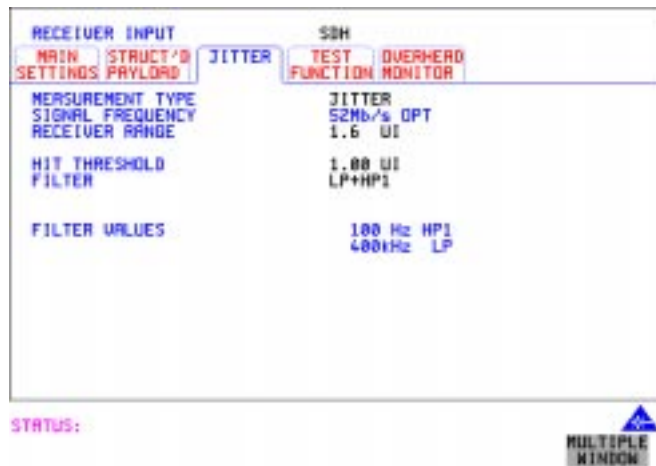 RECEIVER INPUT SDH
MAIN SETTINGS STRUCT'D PAYLOAD JITTER TEST FUNCTION OVERHEAD MONITOR
MEASUREMENT TYPE JITTER
SIGNAL FREQUENCY 52Mb/s OPT
RECEIVER RANGE 1.6 UI
HIT THRESHOLD 1.00 UI
FILTER LP+HP1
FILTER VALUES 100 Hz HP1
400kHz LP
STATUS:
MULTIPLE
WINDOW